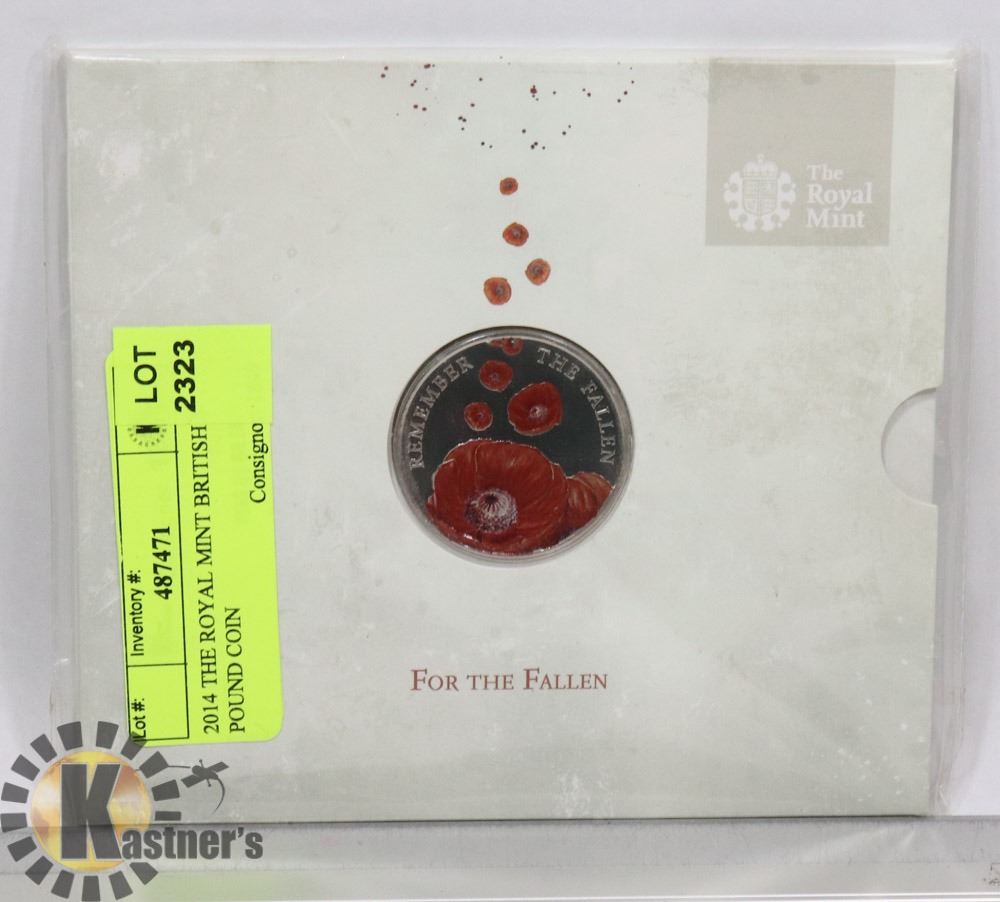 The
Royal
Mint
REMEMBER THE FALLEN
FOR THE FALLEN
LOT
2323
Lot #:
Inventory #:
487471
2014 THE ROYAL MINT BRITISH
POUND COIN
Consigno
Kastner's